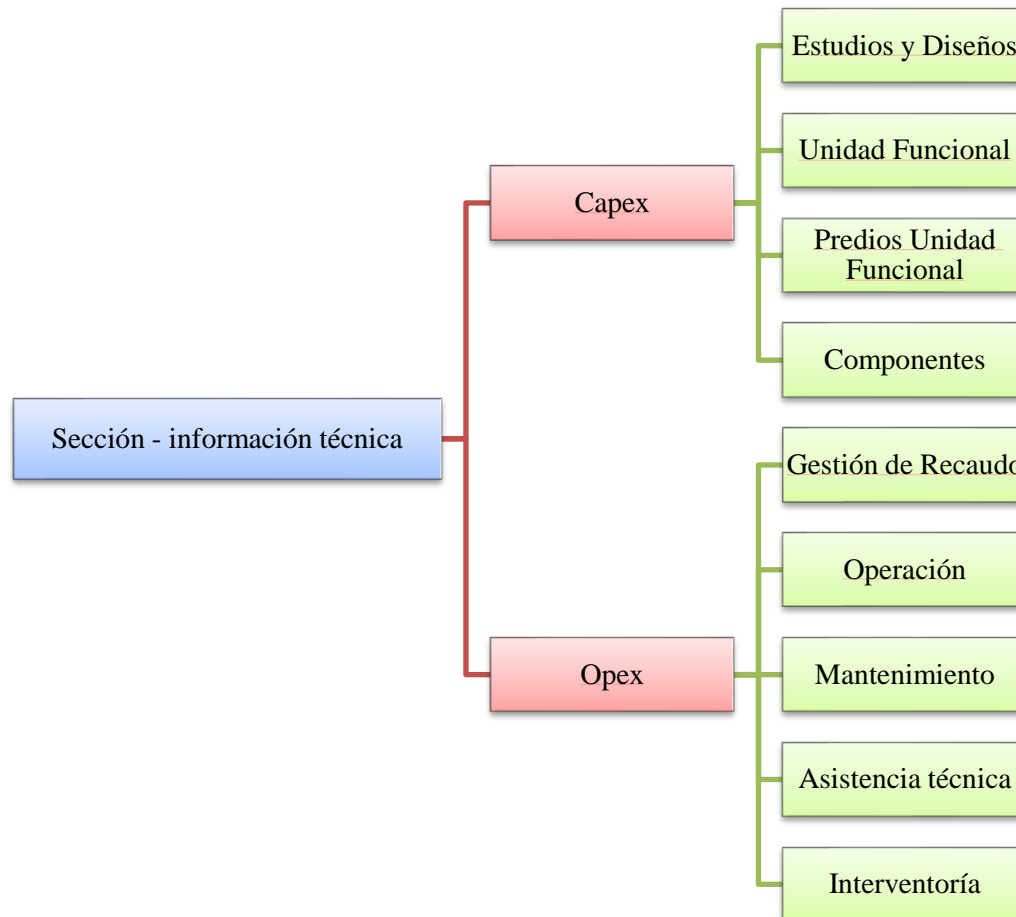 Estudios y Diseños
Unidad Funcional
Capex
Predios Unidad
Funcional
Componentes
Sección - información técnica
Gestión de Recaudo
Operación
Opex
Mantenimiento
Asistencia técnica
Interventoría